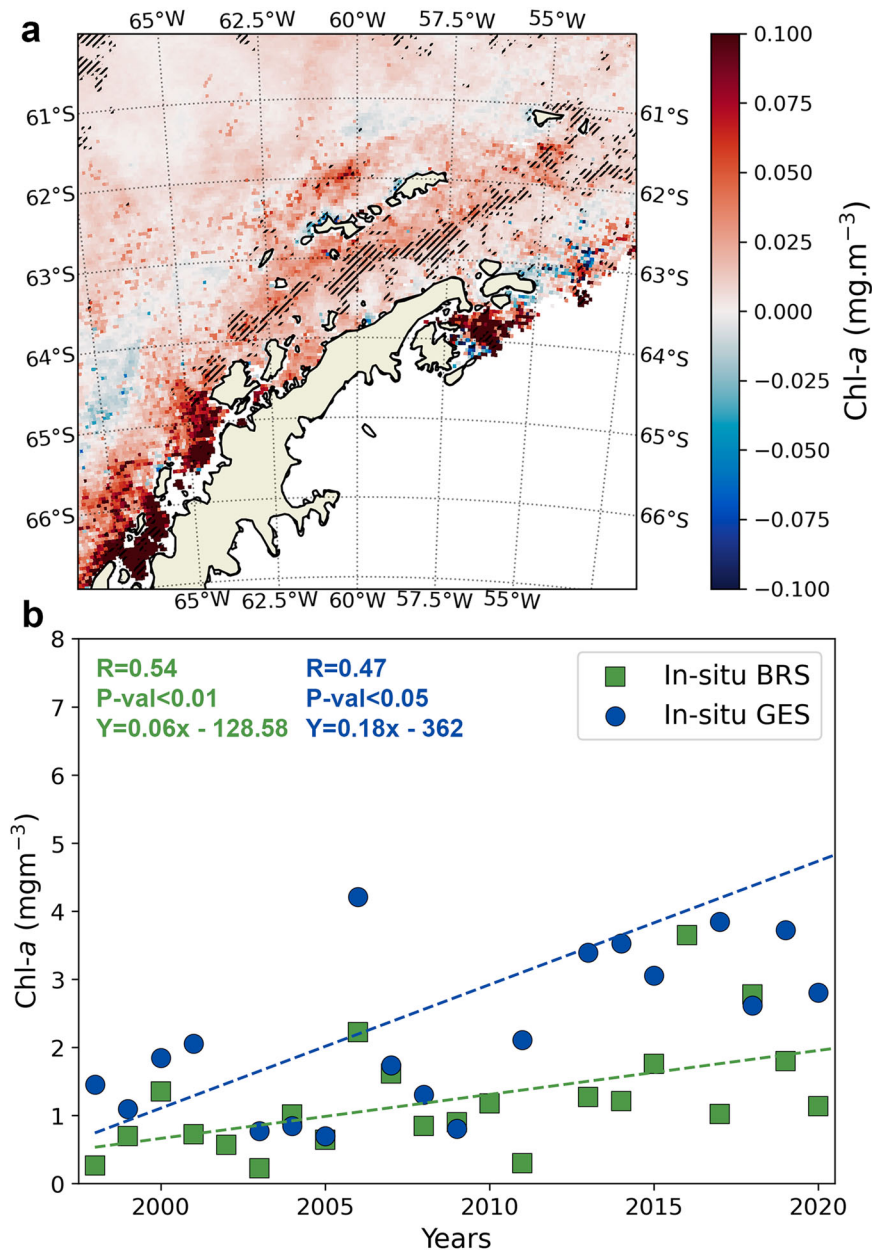 a
65°W 62.5°W 60°W 57.5°W 55°W
61°S 61°S
62°S 62°S
63°S 63°S
64°S 64°S
65°S 65°S
66°S 66°S
65°W 62.5°W 60°W 57.5°W 55°W
0.100
0.075
0.050
0.025
0.000
−0.025
−0.050
−0.075
−0.100
Chl-a (mg.m−3)
b
R=0.54
P-val<0.01
Y=0.06x - 128.58
R=0.47
P-val<0.05
Y=0.18x - 362
In-situ BRS
In-situ GES
8
7
6
5
4
3
2
1
0
Chl-a (mgm−3)
2000 2005 2010 2015 2020
Years